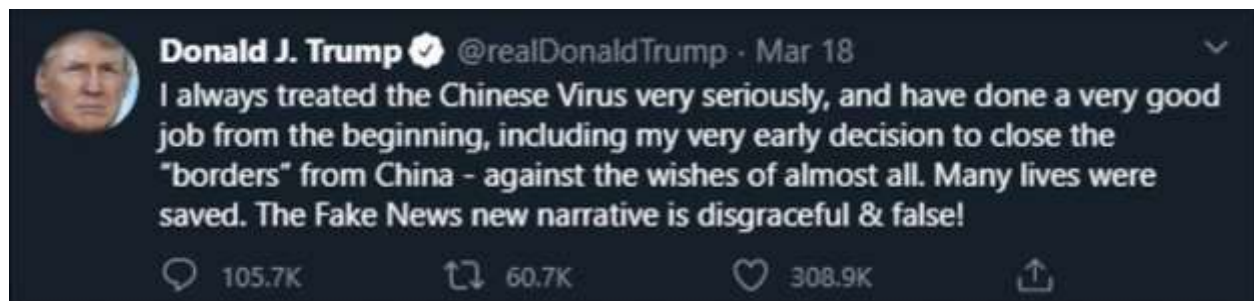 Donald J. Trump @realDonaldTrump · Mar 18
I always treated the Chinese Virus very seriously, and have done a very good
job from the beginning, including my very early decision to close the
"borders" from China - against the wishes of almost all. Many lives were
saved. The Fake News new narrative is disgraceful & false!
105.7K 60.7K 308.9K